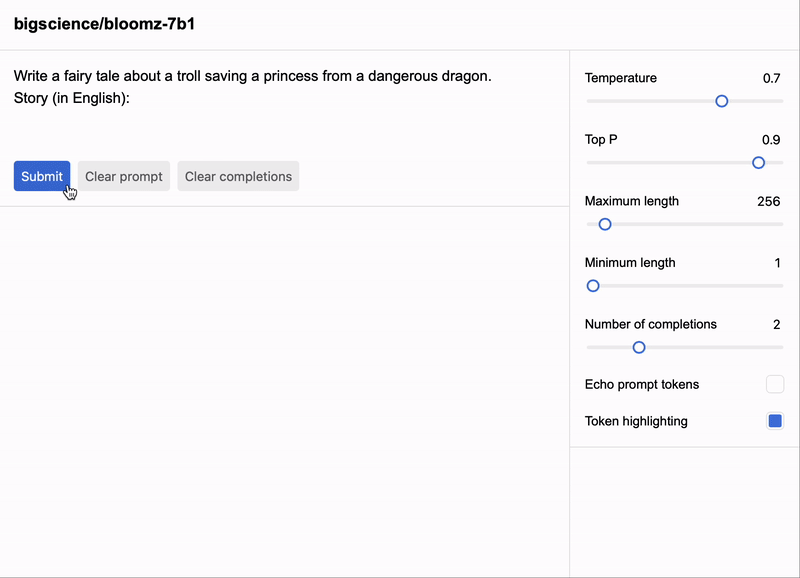 bigscience/bloomz-7b1
Write a fairy tale about a troll saving a princess from a dangerous dragon.
Story (in English):
Submit
Clear prompt
Clear completions
Temperature 0.7
Top P 0.9
Maximum length 256
Minimum length 1
Number of completions 2
Echo prompt tokens
Token highlighting